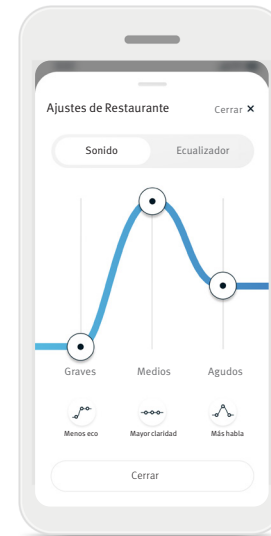 Ajustes de Restaurante Cerrar ×
Sonido Ecualizador
Graves Medios Agudos
Menos eco Mayor claridad Más habla
Cerrar